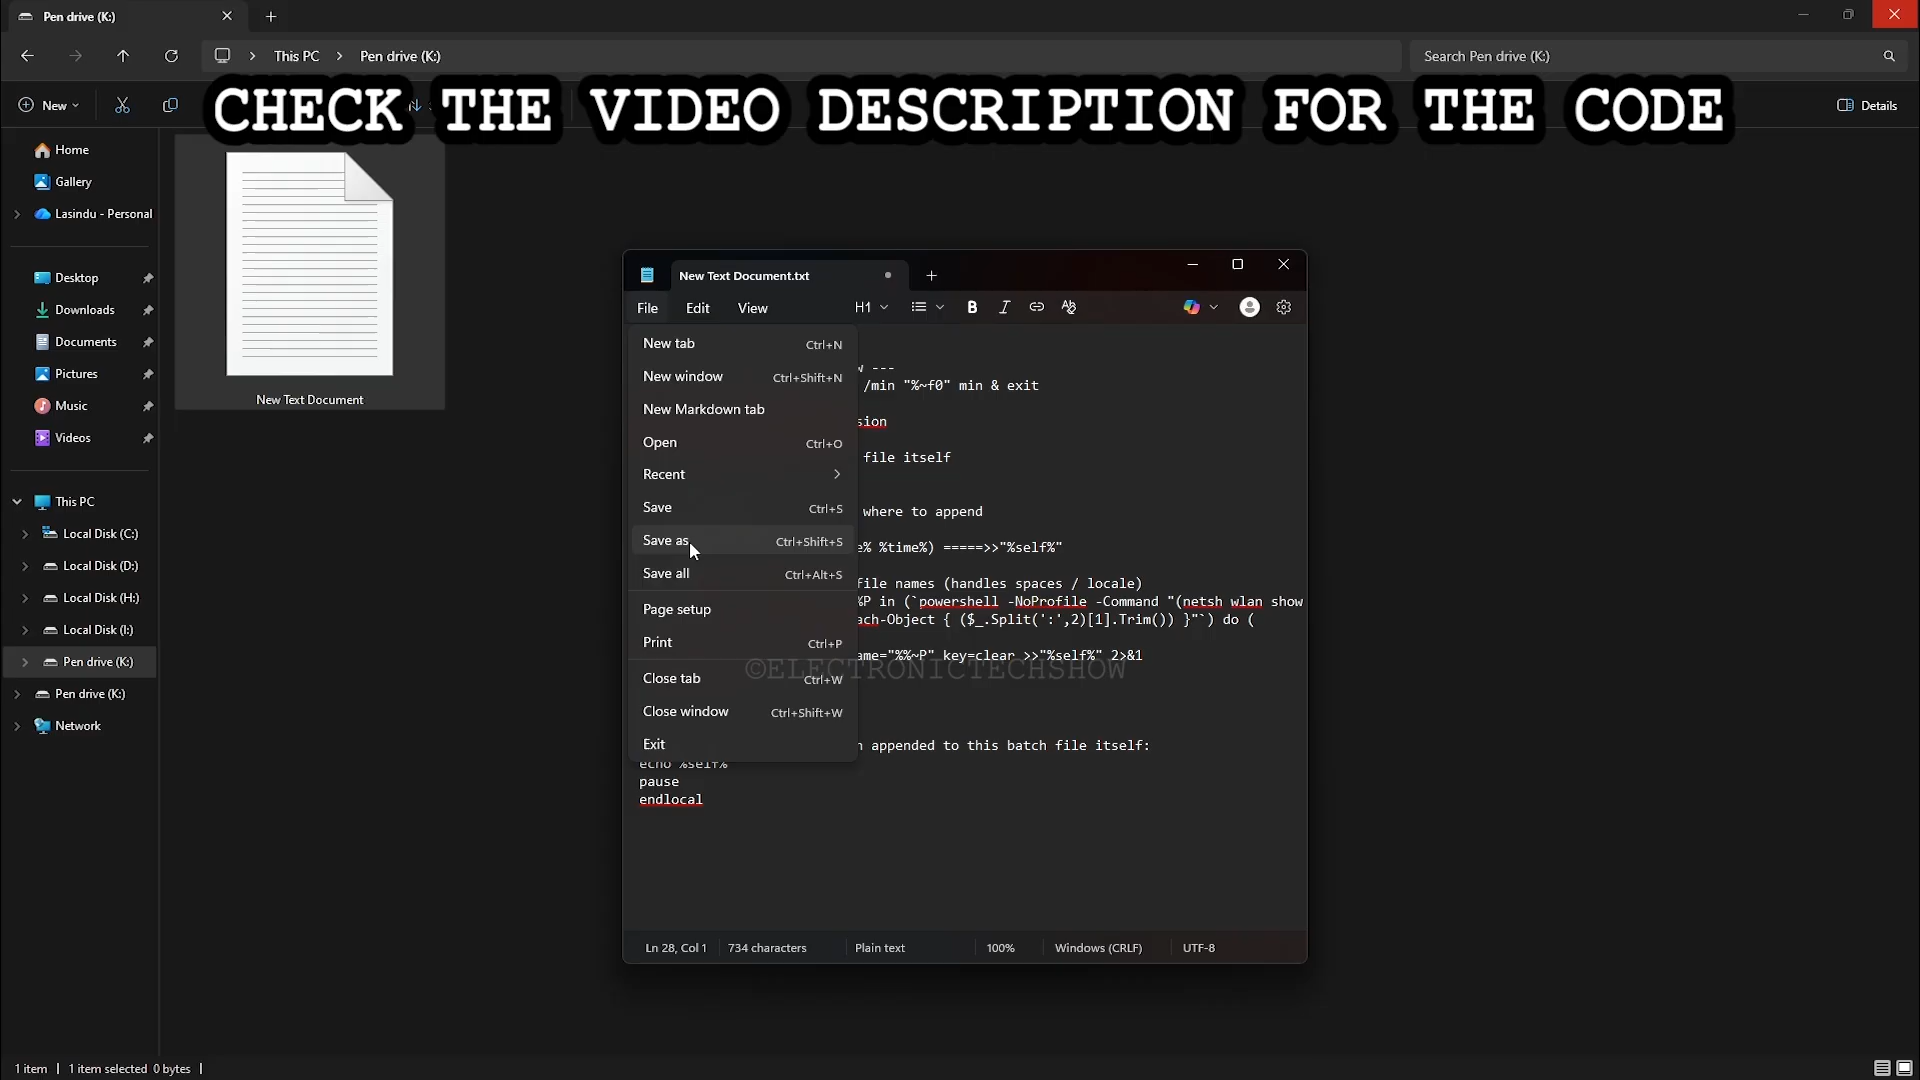 Pen drive (K:)
This PC > Pen drive (K:)
Search Pen drive (K:)
New
Details
CHECK THE VIDEO DESCRIPTION FOR THE CODE
Home
Gallery
Lasindu - Personal
Desktop
Downloads
Documents
Pictures
Music
Videos
This PC
Local Disk (C:)
Local Disk (D:)
Local Disk (H:)
Local Disk (I:)
Pen drive (K:)
Pen drive (K:)
Network
New Text Document
New Text Document.txt
File Edit View H1
New tab Ctrl+N
New window Ctrl+Shift+N
New Markdown tab
Open Ctrl+O
Recent
Save Ctrl+S
Save as Ctrl+Shift+S
Save all Ctrl+Alt+S
Page setup
Print Ctrl+P
Close tab Ctrl+W
Close window Ctrl+Shift+W
Exit
---
/min "%~f0" min & exit
sion
file itself
where to append
% %time%) =====>>"%self%"
file names (handles spaces / locale)
%P in (`powershell -NoProfile -Command "(netsh wlan show
ach-Object { ($_.Split(':',2)[1].Trim()) }"`) do (
ame="%%~P" key=clear >>"%self%" 2>&1
©ELECTRONICTECHSHOW
appended to this batch file itself:
echo %self%
pause
endlocal
Ln 28, Col 1 734 characters Plain text 100% Windows (CRLF) UTF-8
1 item 1 item selected 0 bytes